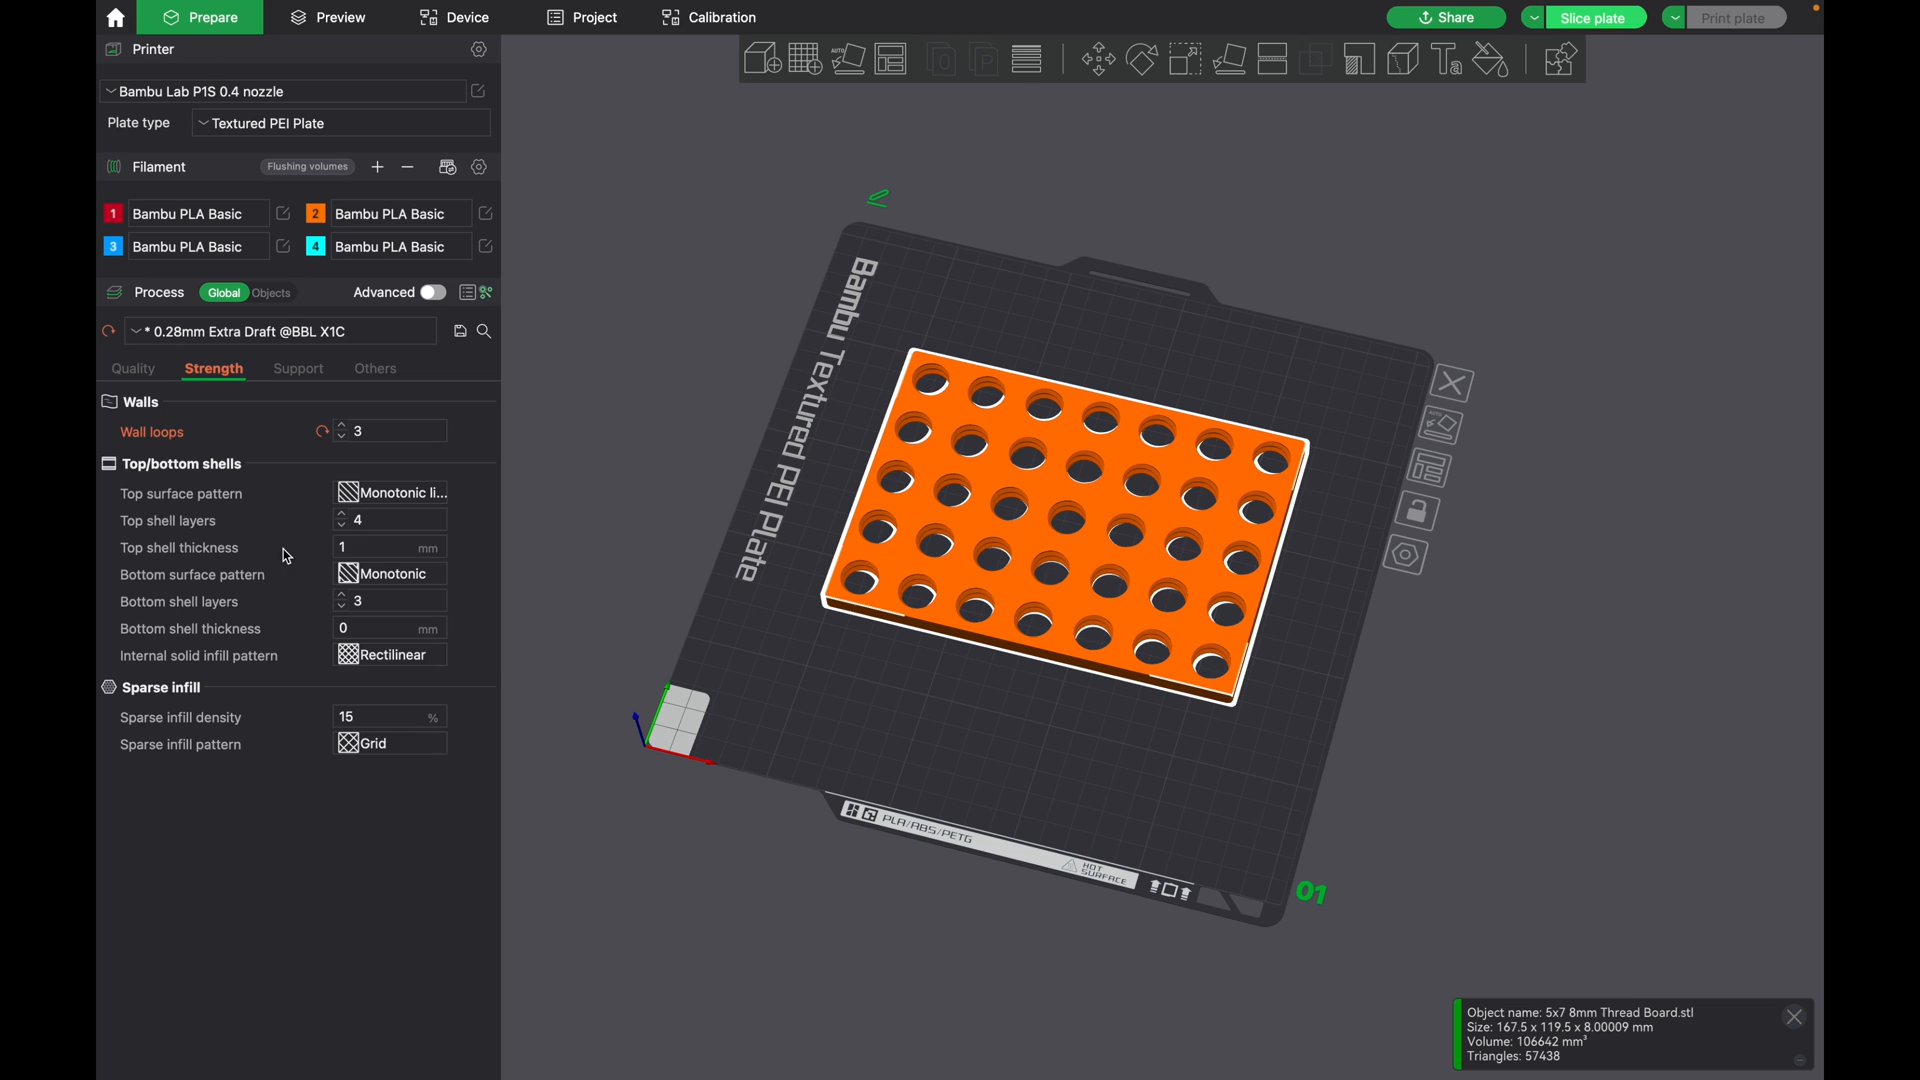 Prepare
Preview
Device
Project
Calibration
Share
Slice plate
Print plate
Printer
Bambu Lab P1S 0.4 nozzle
Plate type
Textured PEI Plate
Filament
Flushing volumes
1 Bambu PLA Basic
2 Bambu PLA Basic
3 Bambu PLA Basic
4 Bambu PLA Basic
Process
Global
Objects
Advanced
* 0.28mm Extra Draft @BBL X1C
Quality
Strength
Support
Others
Walls
Wall loops 3
Top/bottom shells
Top surface pattern Monotonic li...
Top shell layers 4
Top shell thickness 1 mm
Bottom surface pattern Monotonic
Bottom shell layers 3
Bottom shell thickness 0 mm
Internal solid infill pattern Rectilinear
Sparse infill
Sparse infill density 15 %
Sparse infill pattern Grid
AUTO
Bambu Textured PEI Plate
AUTO
PLA/ABS/PETG
HOT
SURFACE
01
Object name: 5x7 8mm Thread Board.stl
Size: 167.5 x 119.5 x 8.00009 mm
Volume: 106642 mm³
Triangles: 57438